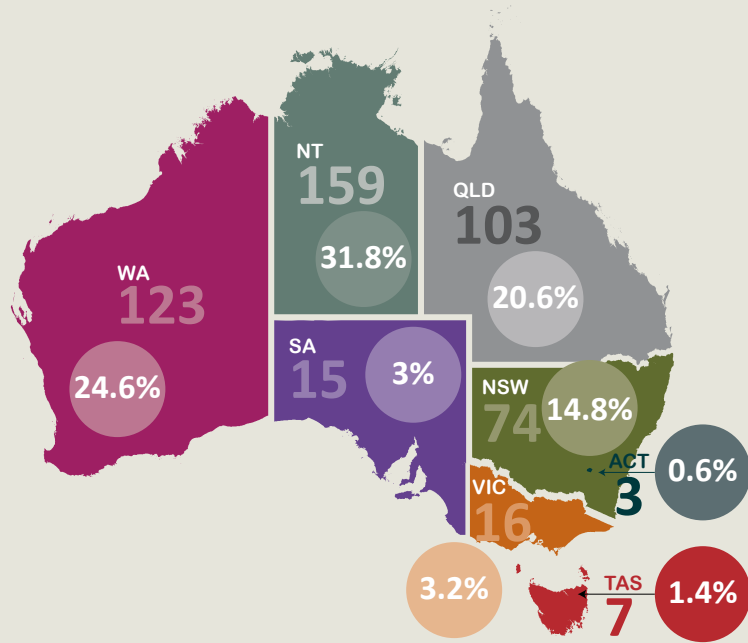 NT
159
31.8%
QLD
103
20.6%
WA
123
24.6%
SA
15
3%
NSW
74
14.8%
ACT
3
0.6%
VIC
16
3.2%
TAS
7
1.4%